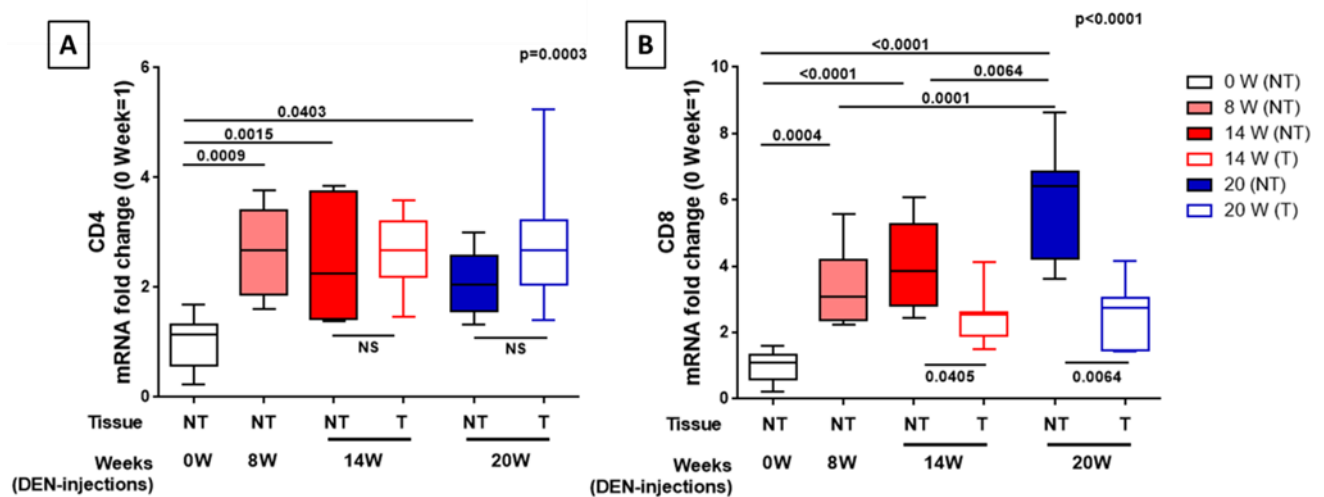 A
p=0.0003
CD4
mRNA fold change (0 Week=1)
6
4
2
0
0.0403
0.0015
0.0009
NS
NS
Tissue NT NT NT T NT T
Weeks 0W 8W 14W 20W
(DEN-injections)
B
p<0.0001
CD8
mRNA fold change (0 Week=1)
10
8
6
4
2
0
<0.0001
<0.0001
0.0064
0.0001
0.0004
0.0405
0.0064
Tissue NT NT NT T NT T
Weeks 0W 8W 14W 20W
(DEN-injections)
0 W (NT)
8 W (NT)
14 W (NT)
14 W (T)
20 (NT)
20 W (T)